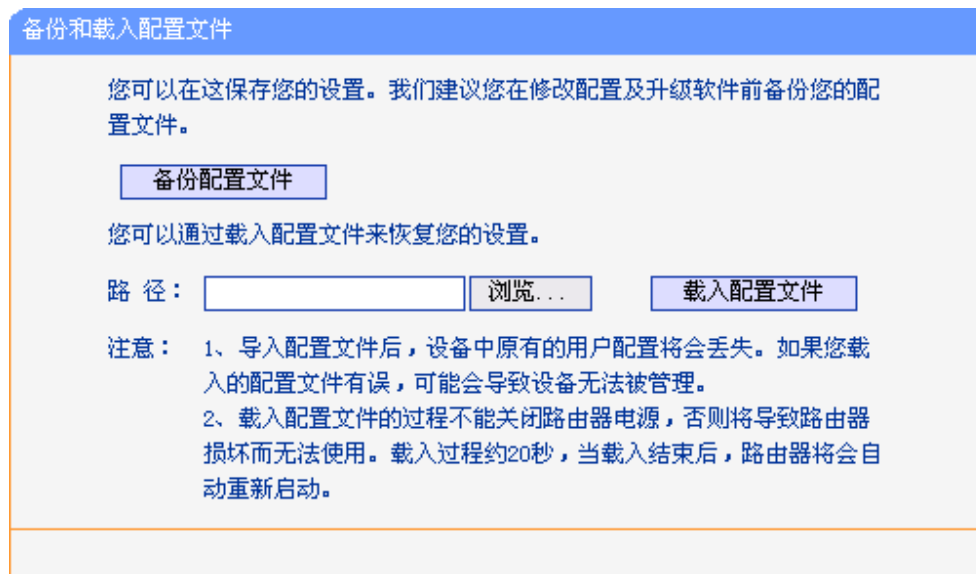 备份和载入配置文件
您可以在这保存您的设置。我们建议您在修改配置及升级软件前备份您的配
置文件。
备份配置文件
您可以通过载入配置文件来恢复您的设置。
路 径： 浏览... 载入配置文件
注意： 1、导入配置文件后，设备中原有的用户配置将会丢失。如果您载
入的配置文件有误，可能会导致设备无法被管理。
2、载入配置文件的过程不能关闭路由器电源，否则将导致路由器
损坏而无法使用。载入过程约20秒，当载入结束后，路由器将会自
动重新启动。